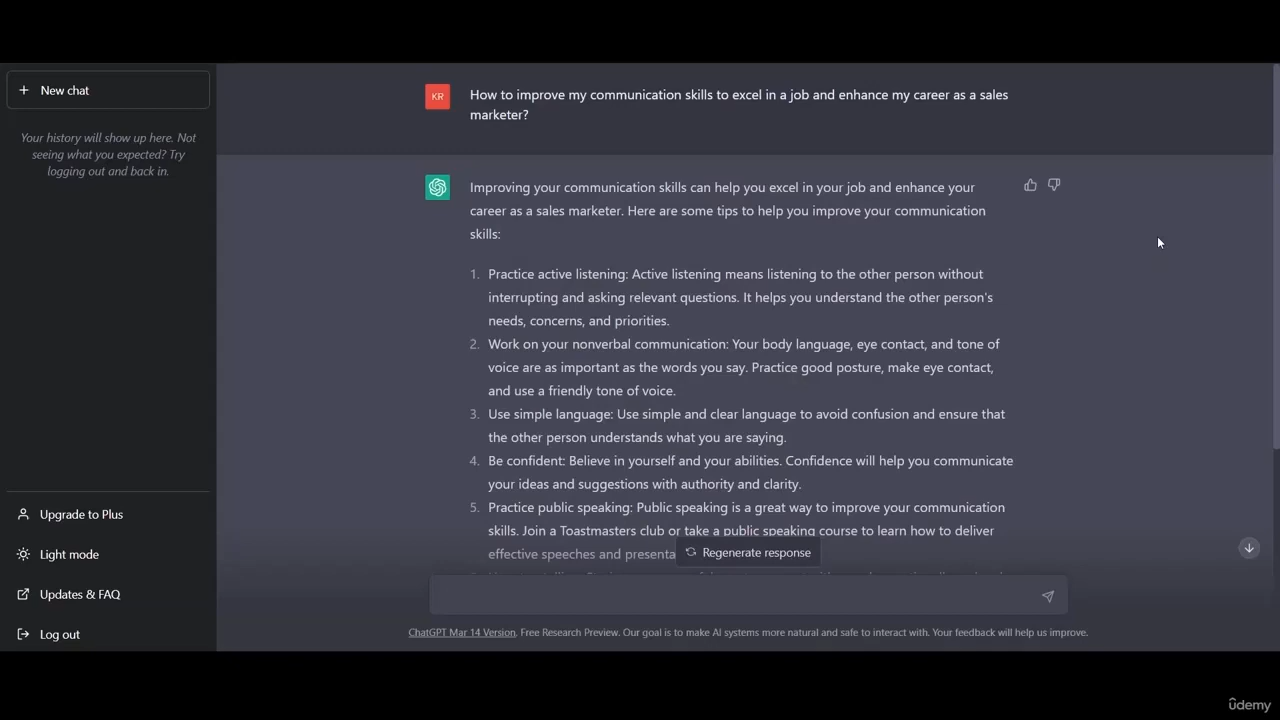 New chat
Your history will show up here. Not
seeing what you expected? Try
logging out and back in.
Upgrade to Plus
Light mode
Updates & FAQ
Log out
KR
How to improve my communication skills to excel in a job and enhance my career as a sales
marketer?
Improving your communication skills can help you excel in your job and enhance your
career as a sales marketer. Here are some tips to help you improve your communication
skills:
1. Practice active listening: Active listening means listening to the other person without
interrupting and asking relevant questions. It helps you understand the other person's
needs, concerns, and priorities.
2. Work on your nonverbal communication: Your body language, eye contact, and tone of
voice are as important as the words you say. Practice good posture, make eye contact,
and use a friendly tone of voice.
3. Use simple language: Use simple and clear language to avoid confusion and ensure that
the other person understands what you are saying.
4. Be confident: Believe in yourself and your abilities. Confidence will help you communicate
your ideas and suggestions with authority and clarity.
5. Practice public speaking: Public speaking is a great way to improve your communication
skills. Join a Toastmasters club or take a public speaking course to learn how to deliver
effective speeches and
Regenerate response
ChatGPT Mar 14 Version. Free Research Preview. Our goal is to make AI systems more natural and safe to interact with. Your feedback will help us improve.
ûdemy